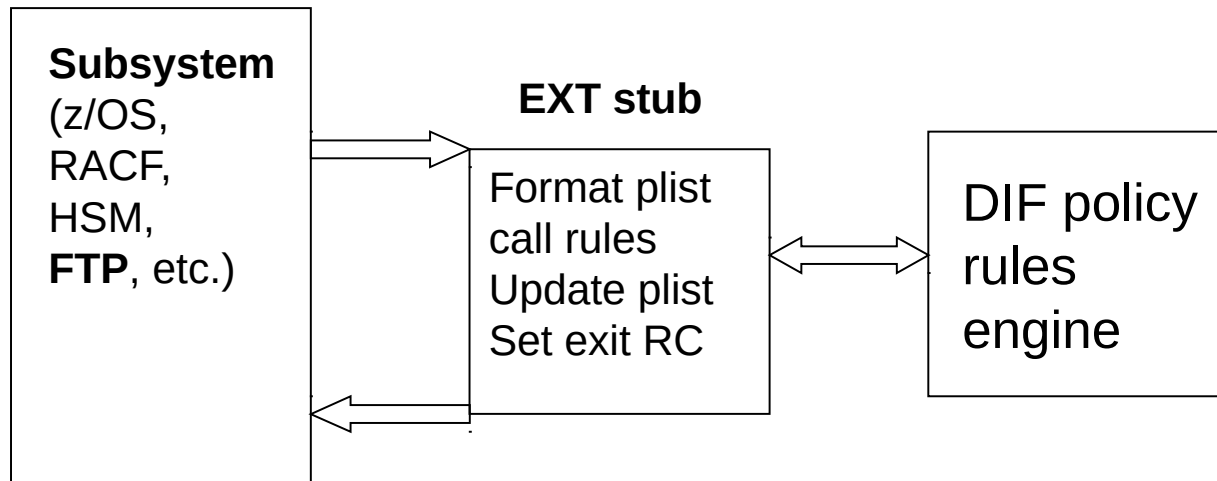 Subsystem
(z/OS,
RACF,
HSM,
FTP, etc.)
EXT stub
Format plist
call rules
Update plist
Set exit RC
DIF policy
rules
engine